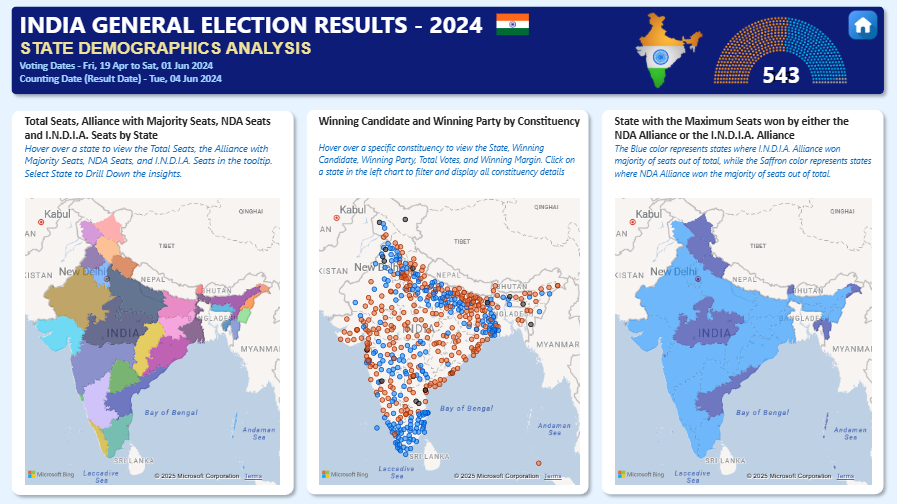 INDIA GENERAL ELECTION RESULTS - 2024
STATE DEMOGRAPHICS ANALYSIS
Voting Dates - Fri, 19 Apr to Sat, 01 Jun 2024
Counting Date (Result Date) - Tue, 04 Jun 2024
543
Total Seats, Alliance with Majority Seats, NDA Seats
and I.N.D.I.A. Seats by State
Hover over a state to view the Total Seats, the Alliance with
Majority Seats, NDA Seats, and I.N.D.I.A. Seats in the tooltip.
Select State to Drill Down the insights.
Kabul
QINGHAI
AN
TIBET
KISTAN
New Delhi
NEPAL
BHUTAN
BANGLADESH
INDIA
MYANMAR
Bay of Bengal
Andaman
Sea
SRI LANKA
Laccadive
Sea
Microsoft Bing
© 2025 Microsoft Corporation Terms
Winning Candidate and Winning Party by Constituency
Hover over a specific constituency to view the State, Winning
Candidate, Winning Party, Total Votes, and Winning Margin. Click on
a state in the left chart to filter and display all constituency details
Kabul
QINGHAI
AN
TIBET
KISTAN
New Delhi
NEPAL
BHUTAN
INDIA
MYANMAR
Bay of Bengal
Andaman
Sea
SRI LANKA
Laccadive
Sea
Microsoft Bing
© 2025 Microsoft Corporation Terms
State with the Maximum Seats won by either the
NDA Alliance or the I.N.D.I.A. Alliance
The Blue color represents states where I.N.D.I.A. Alliance won
majority of seats out of total, while the Saffron color represents states
where NDA Alliance won the majority of seats out of total.
Kabul
QINGHAI
AN
TIBET
KISTAN
New Delhi
NEPAL
BHUTAN
BANGLADESH
INDIA
MYANMAR
Bay of Bengal
Andaman
Sea
SRI LANKA
Laccadive
Sea
Microsoft Bing
© 2025 Microsoft Corporation Terms